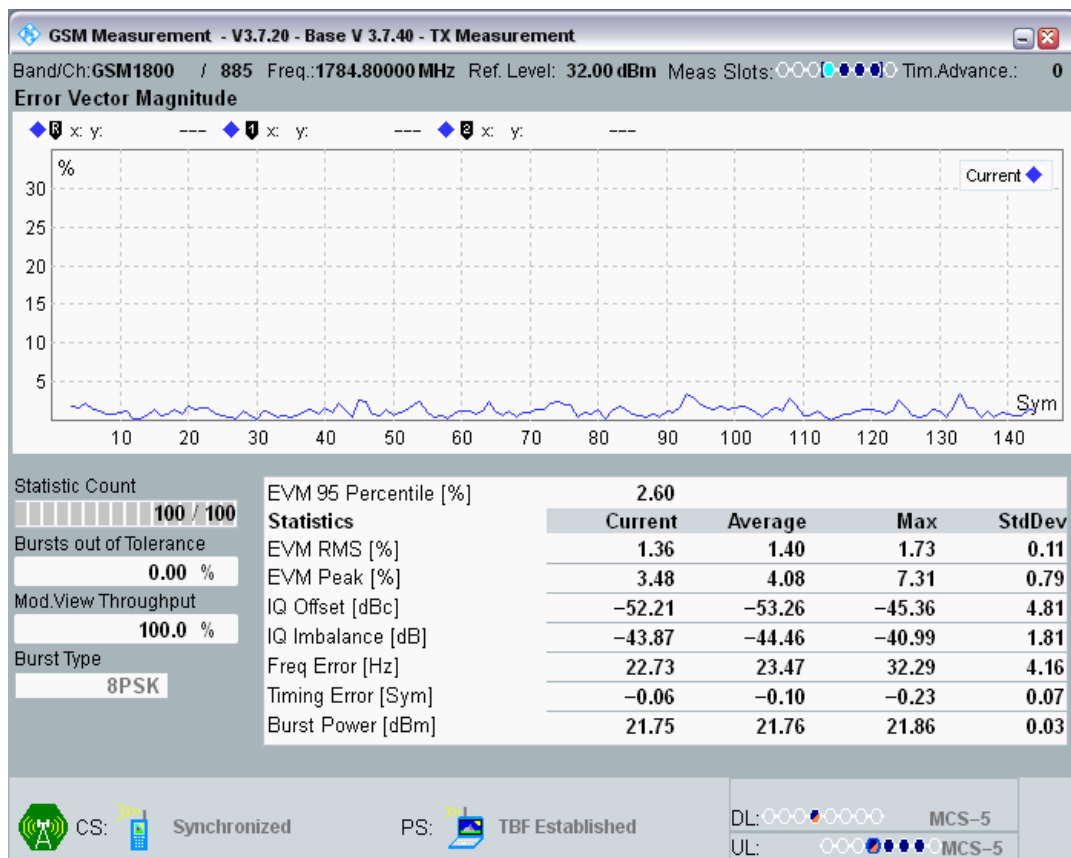 GSM Measurement - V3.7.20 - Base V 3.7.40 - TX Measurement
Band/Ch:GSM1800 / 885 Freq.:1784.80000 MHz Ref. Level: 32.00 dBm Meas Slots: Tim.Advance.: 0
Error Vector Magnitude
R x: y: --- 1 x: y: --- 2 x: y: ---
%
Current
30
25
20
15
10
5
Sym
10 20 30 40 50 60 70 80 90 100 110 120 130 140
Statistic Count
100 / 100
Bursts out of Tolerance
0.00 %
Mod.View Throughput
100.0 %
Burst Type
8PSK
EVM 95 Percentile [%] 2.60
Statistics Current Average Max StdDev
EVM RMS [%] 1.36 1.40 1.73 0.11
EVM Peak [%] 3.48 4.08 7.31 0.79
IQ Offset [dBc] −52.21 −53.26 −45.36 4.81
IQ Imbalance [dB] −43.87 −44.46 −40.99 1.81
Freq Error [Hz] 22.73 23.47 32.29 4.16
Timing Error [Sym] −0.06 −0.10 −0.23 0.07
Burst Power [dBm] 21.75 21.76 21.86 0.03
CS: Synchronized PS: TBF Established
DL: MCS−5
UL: MCS−5